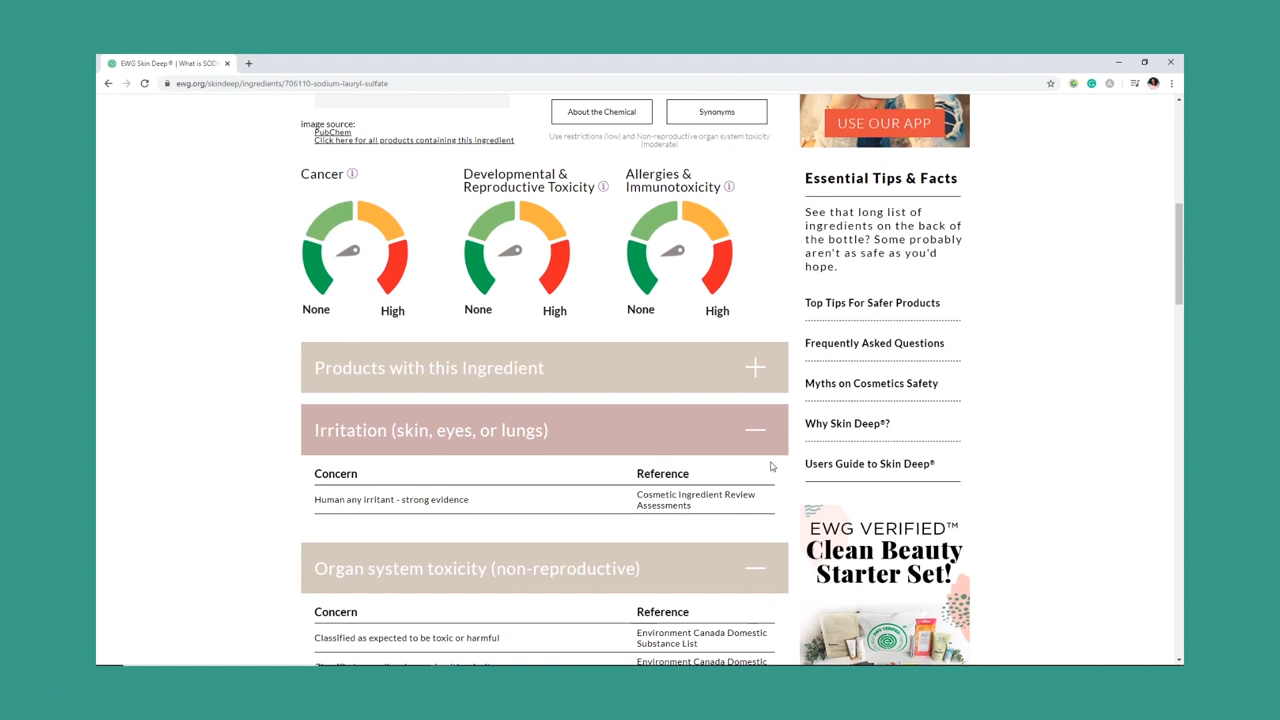 EWG Skin Deep® | What is SOD
ewg.org/skindeep/ingredients/706110-sodium-lauryl-sulfate
image source:
PubChem
Click here for all products containing this ingredient
About the Chemical
Synonyms
Use restrictions (low) and Non-reproductive organ system toxicity
(moderate)
Cancer
Developmental &
Reproductive Toxicity
Allergies &
Immunotoxicity
None
High
None
High
None
High
Products with this Ingredient
Irritation (skin, eyes, or lungs)
Concern
Reference
Human any irritant - strong evidence
Cosmetic Ingredient Review
Assessments
Organ system toxicity (non-reproductive)
Concern
Reference
Classified as expected to be toxic or harmful
Environment Canada Domestic
Substance List
Environment Canada Domestic
USE OUR APP
Essential Tips & Facts
See that long list of
ingredients on the back of
the bottle? Some probably
aren't as safe as you'd
hope.
Top Tips For Safer Products
Frequently Asked Questions
Myths on Cosmetics Safety
Why Skin Deep®?
Users Guide to Skin Deep®
EWG VERIFIED™
Clean Beauty
Starter Set!